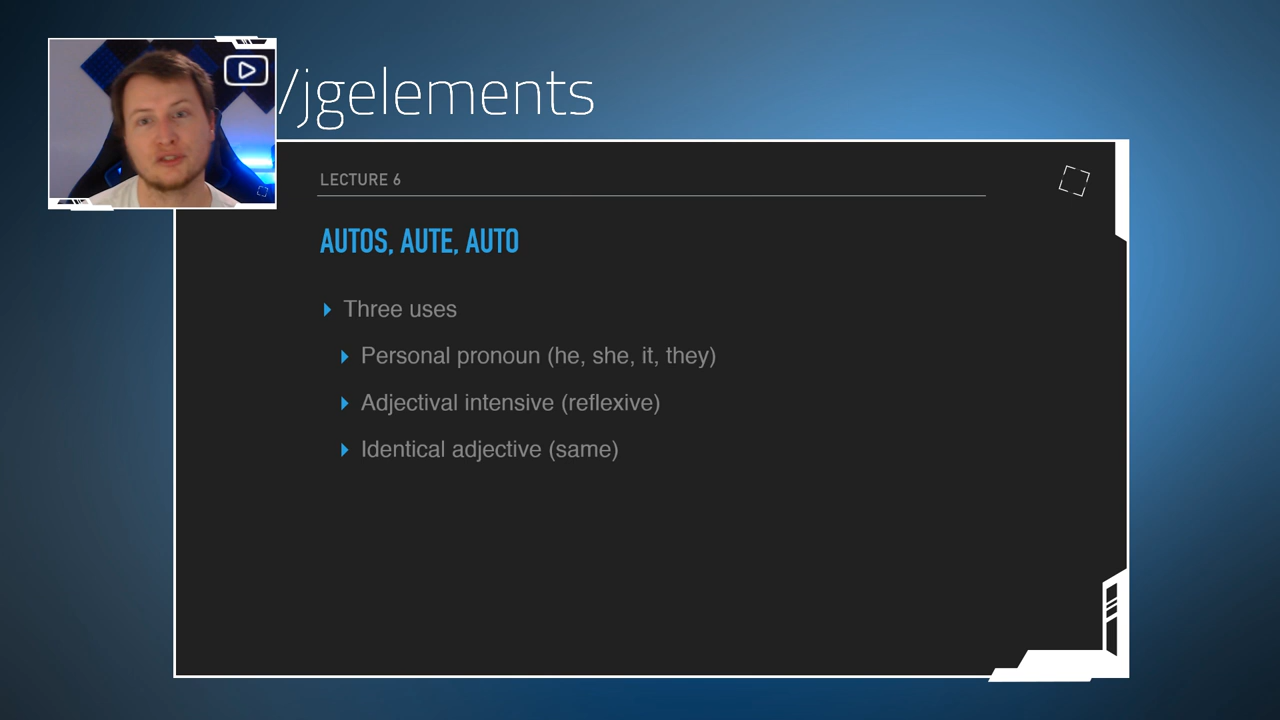 /jgelements
LECTURE 6
AUTOS, AUTE, AUTO
Three uses
Personal pronoun (he, she, it, they)
Adjectival intensive (reflexive)
Identical adjective (same)